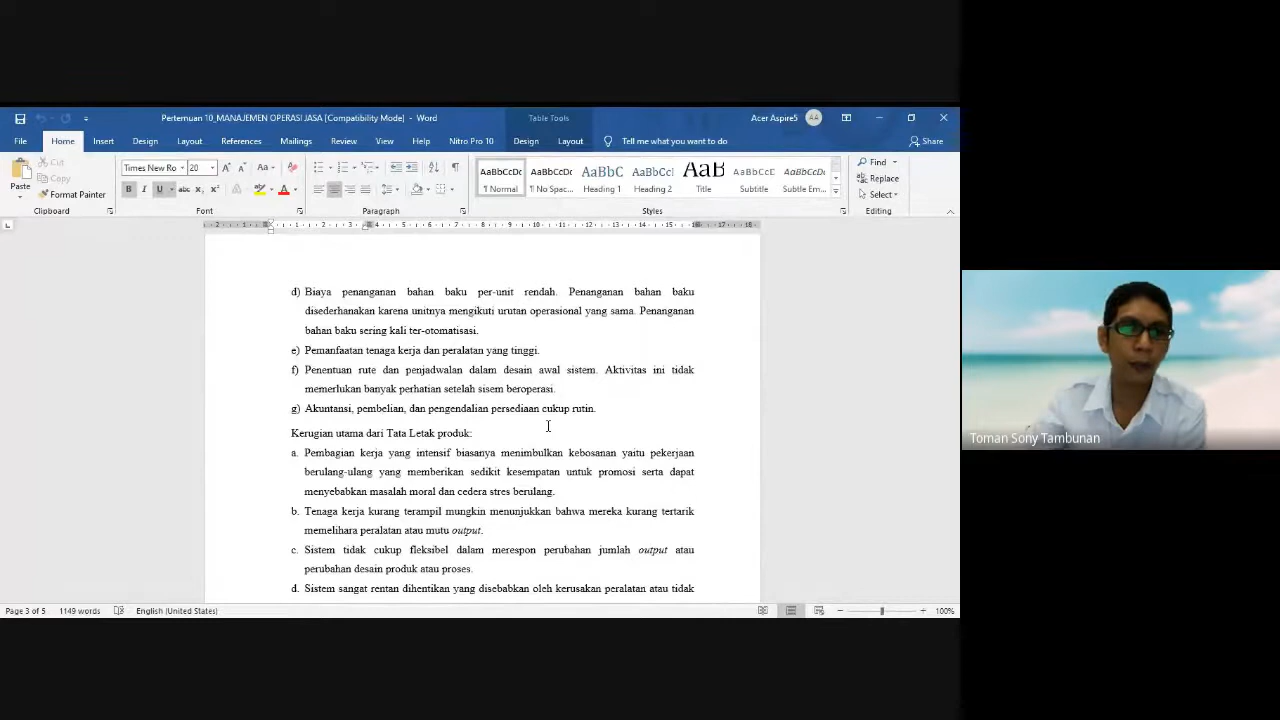 Pertemuan 10_MANAJEMEN OPERASI JASA [Compatibility Mode] - Word
Table Tools
Acer Aspire5
AA
File Home Insert Design Layout References Mailings Review View Help Nitro Pro 10 Design Layout Tell me what you want to do
Share
Paste
Cut
Copy
Format Painter
Clipboard
Times New Ro 20
Font
Paragraph
AaBbCcDc AaBbCcDc AaBbCc AaBbCcI AaB AaBbCcD AaBbCcDc
¶ Normal ¶ No Spac... Heading 1 Heading 2 Title Subtitle Subtle Em...
Styles
Find
Replace
Select
Editing
d) Biaya penanganan bahan baku per-unit rendah. Penanganan bahan baku
disederhanakan karena unitnya mengikuti urutan operasional yang sama. Penanganan
bahan baku sering kali ter-otomatisasi.
e) Pemanfaatan tenaga kerja dan peralatan yang tinggi.
f) Penentuan rute dan penjadwalan dalam desain awal sistem. Aktivitas ini tidak
memerlukan banyak perhatian setelah sisem beroperasi.
g) Akuntansi, pembelian, dan pengendalian persediaan cukup rutin.
Kerugian utama dari Tata Letak produk:
a. Pembagian kerja yang intensif biasanya menimbulkan kebosanan yaitu pekerjaan
berulang-ulang yang memberikan sedikit kesempatan untuk promosi serta dapat
menyebabkan masalah moral dan cedera stres berulang.
b. Tenaga kerja kurang terampil mungkin menunjukkan bahwa mereka kurang tertarik
memelihara peralatan atau mutu output.
c. Sistem tidak cukup fleksibel dalam merespon perubahan jumlah output atau
perubahan desain produk atau proses.
d. Sistem sangat rentan dihentikan yang disebabkan oleh kerusakan peralatan atau tidak
Page 3 of 5 1149 words English (United States)
100%
Toman Sony Tambunan